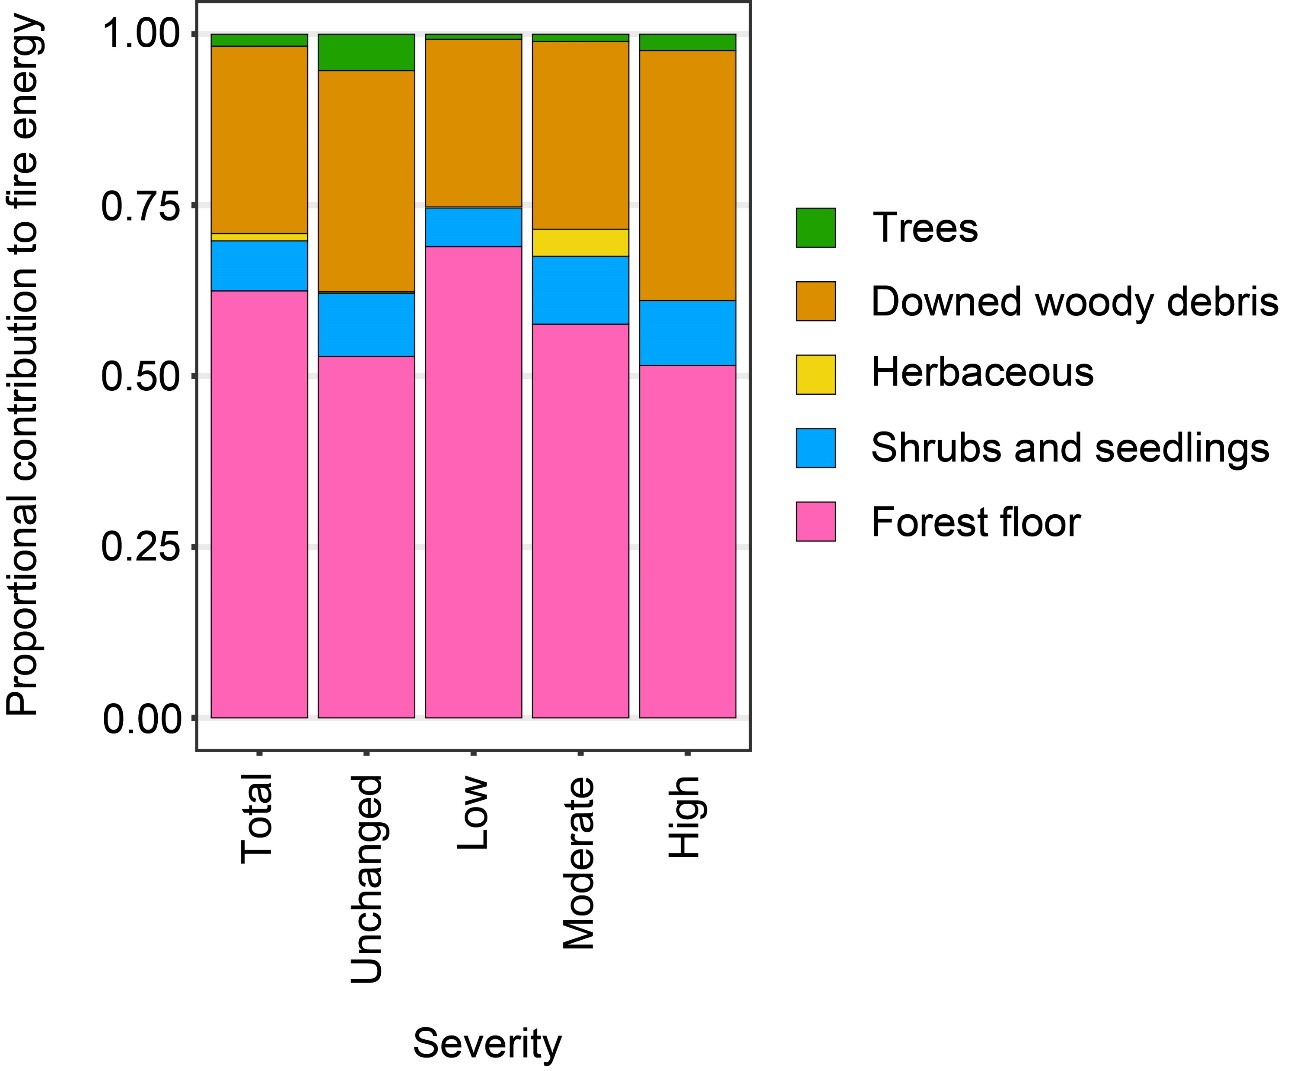 Proportional contribution to fire energy
1.00
0.75
0.50
0.25
0.00
Total
Unchanged
Low
Moderate
High
Severity
Trees
Downed woody debris
Herbaceous
Shrubs and seedlings
Forest floor